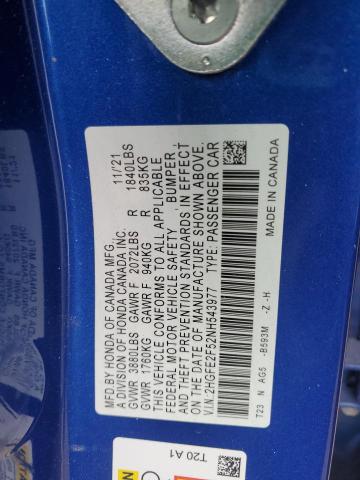 MFD BY HONDA OF CANADA MFG.
A DIVISION OF HONDA CANADA INC. 11/21
GVWR 3880LBS GAWR F 2072LBS R 1840LBS
GVWR 1760KG GAWR F 940KG R 835KG
THIS VEHICLE CONFORMS TO ALL APPLICABLE
FEDERAL MOTOR VEHICLE SAFETY, BUMPER,
AND THEFT PREVENTION STANDARDS IN EFFECT
ON THE DATE OF MANUFACTURE SHOWN ABOVE.
V.I.N. 2HGFE2F52NH543977 TYPE: PASSENGER CAR
T23 N AG5 -B593M -Z -H
MADE IN CANADA
T20 A1